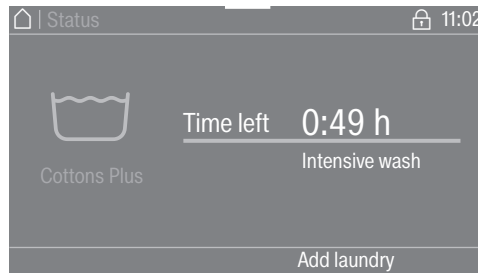 Status
11:02
Time left 0:49 h
Intensive wash
Cottons Plus
Add laundry